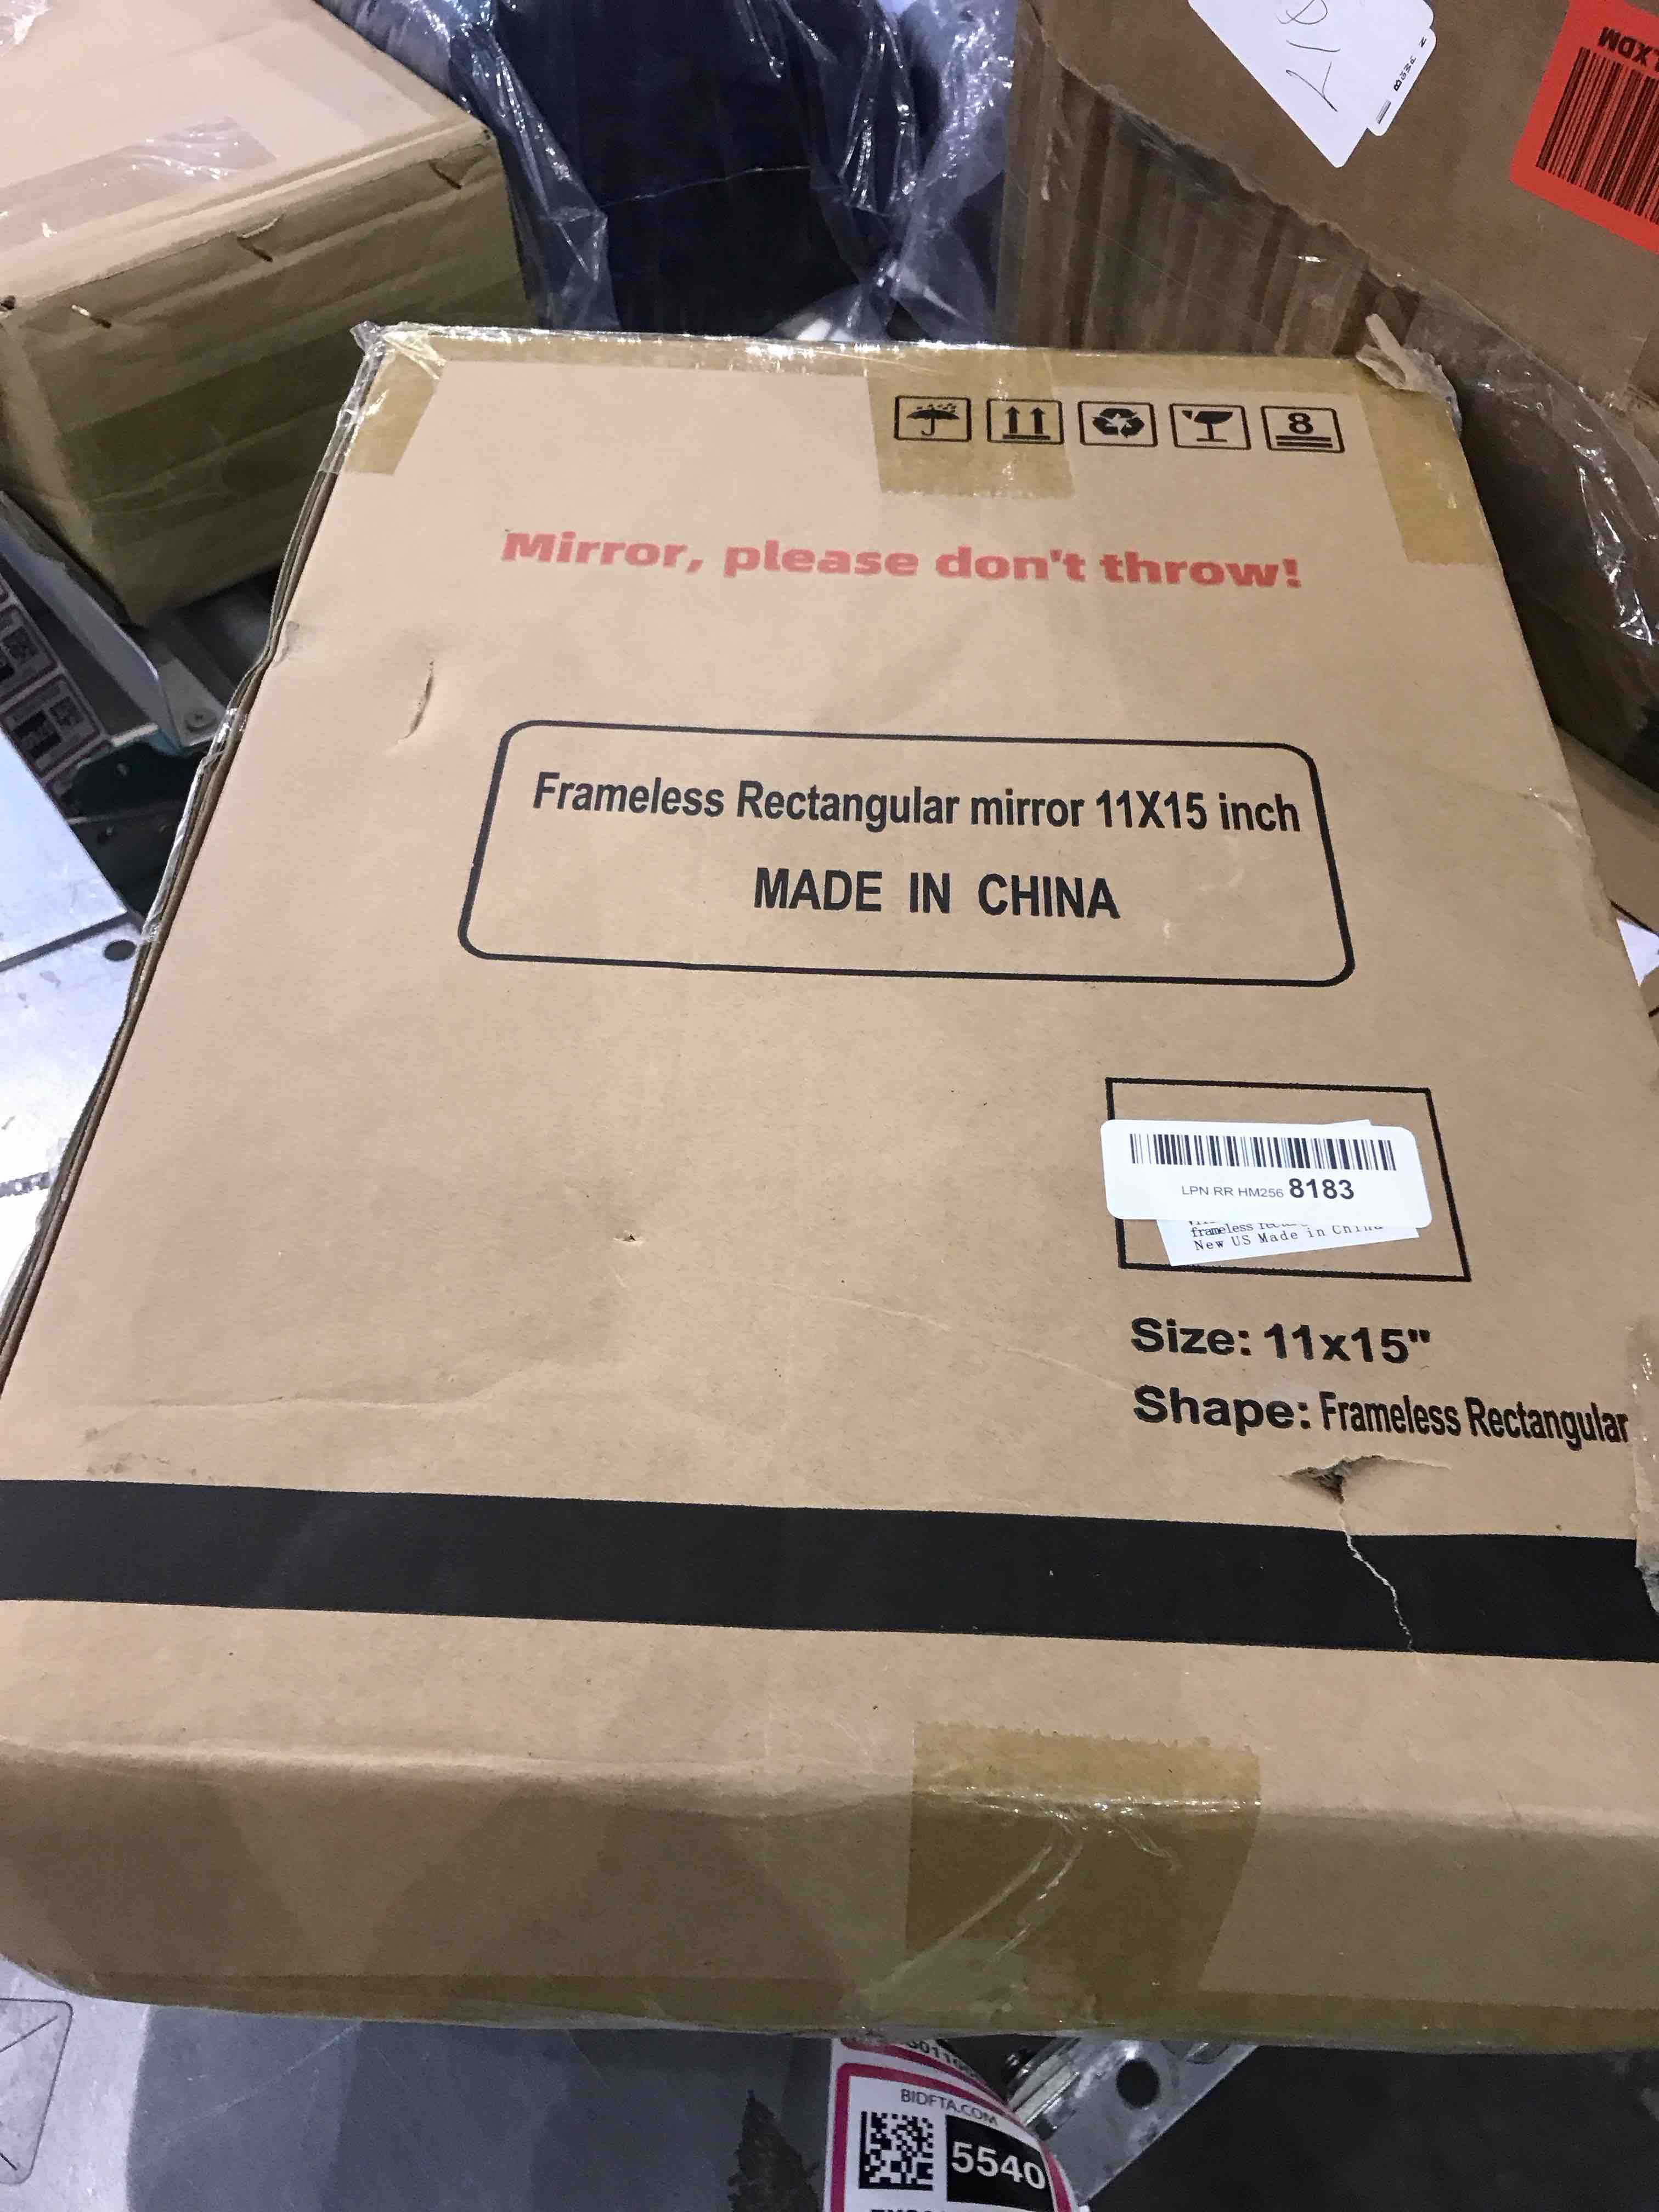 8
Mirror, please don't throw!
Frameless Rectangular mirror 11X15 inch
MADE IN CHINA
LPN RR HM256 8183
frameless
New US Made in China
Size: 11x15"
Shape: Frameless Rectangular
BIDFTA.COM
5540